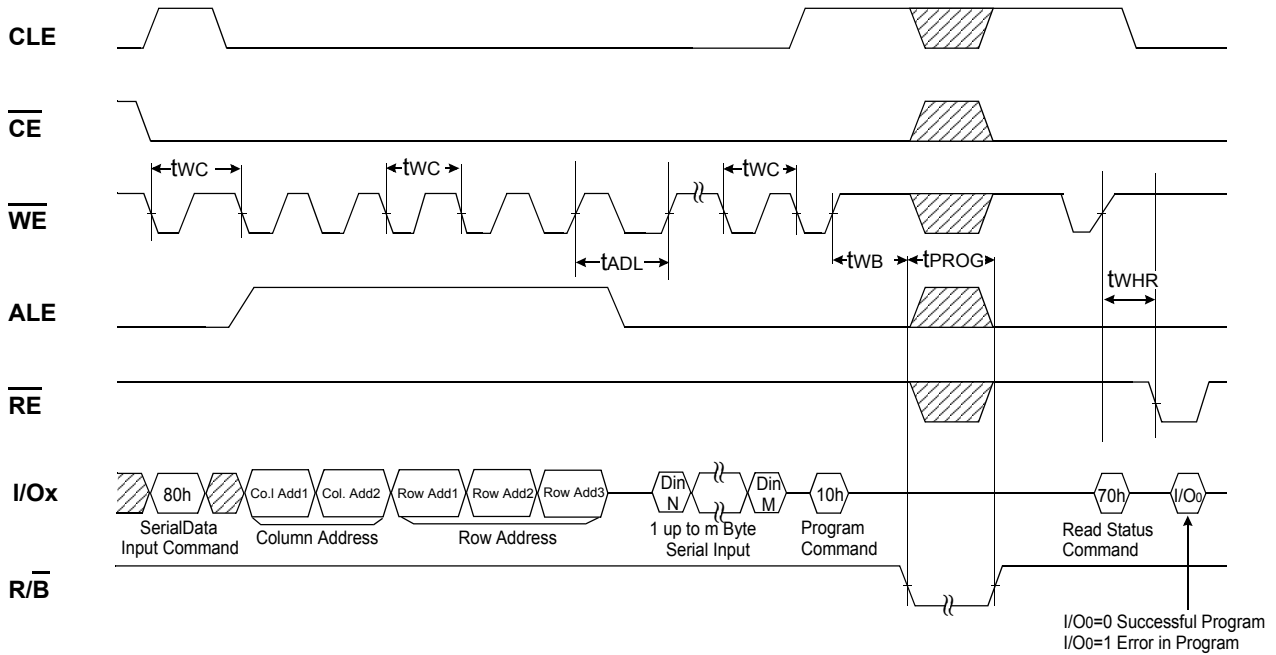 CLE
CE
tWC tWC tWC
WE
tADL tWB tPROG tWHR
ALE
RE
I/Ox 80h Co.l Add1 Col. Add2 Row Add1 Row Add2 Row Add3 Din N Din M 10h 70h I/O0
SerialData Input Command
Column Address
Row Address
1 up to m Byte Serial Input
Program Command
Read Status Command
R/B
I/O0=0 Successful Program
I/O0=1 Error in Program